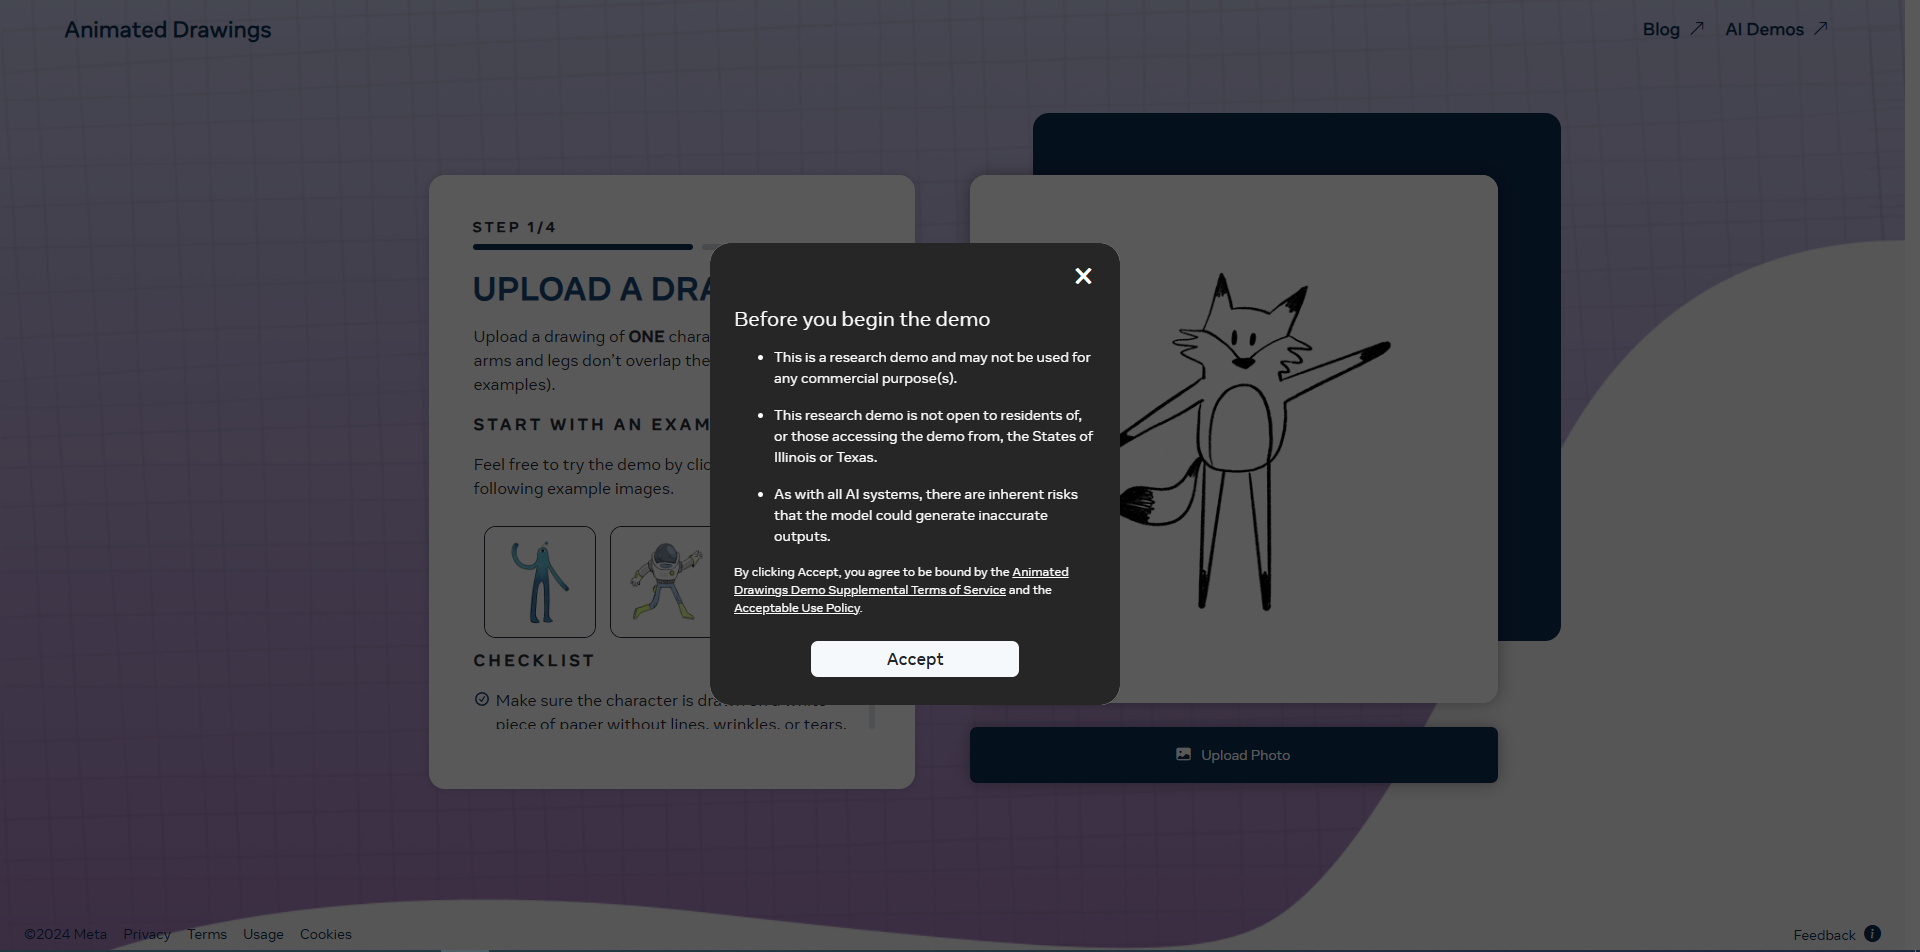 Animated Drawings
Blog
AI Demos
STEP 1/4
UPLOAD A DRA
Upload a drawing of ONE chara
arms and legs don't overlap the
examples).
START WITH AN EXAM
Feel free to try the demo by clic
following example images.
CHECKLIST
Make sure the character is drawn on a white
piece of paper without lines, wrinkles, or tears.
Before you begin the demo
• This is a research demo and may not be used for
any commercial purpose(s).
• This research demo is not open to residents of,
or those accessing the demo from, the States of
Illinois or Texas.
• As with all AI systems, there are inherent risks
that the model could generate inaccurate
outputs.
By clicking Accept, you agree to be bound by the Animated
Drawings Demo Supplemental Terms of Service and the
Acceptable Use Policy.
Accept
Upload Photo
©2024 Meta Privacy Terms Usage Cookies
Feedback